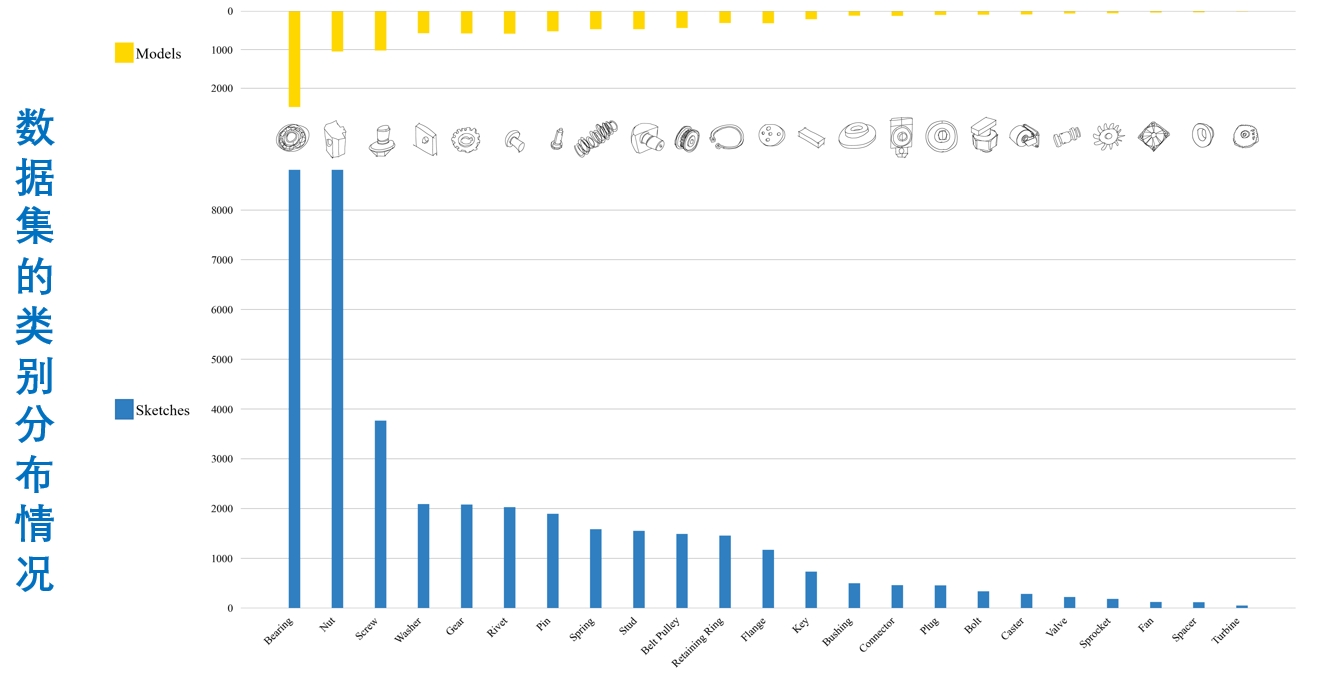 数据集的类别分布情况
Models
0
1000
2000
Sketches
8000
7000
6000
5000
4000
3000
2000
1000
0
Bearing
Nut
Screw
Washer
Gear
Rivet
Pin
Spring
Stud
Belt Pulley
Retaining Ring
Flange
Key
Bushing
Connector
Plug
Bolt
Caster
Valve
Sprocket
Fan
Spacer
Turbine